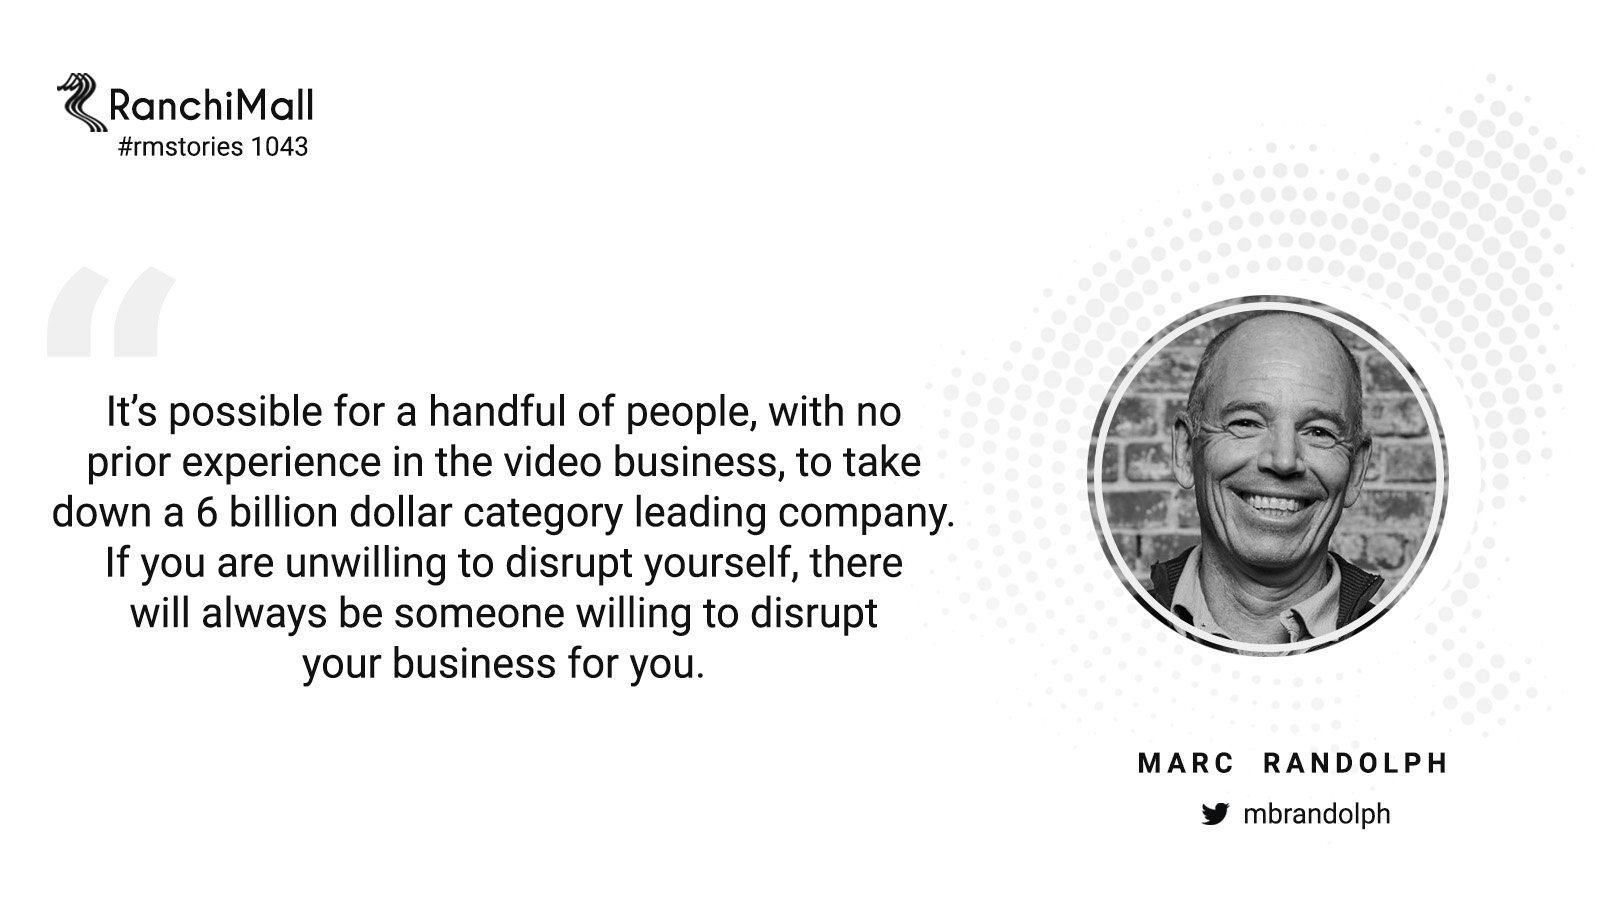 RanchiMall
#rmstories 1043
“
It’s possible for a handful of people, with no
prior experience in the video business, to take
down a 6 billion dollar category leading company.
If you are unwilling to disrupt yourself, there
will always be someone willing to disrupt
your business for you.
MARC RANDOLPH
mbrandolph